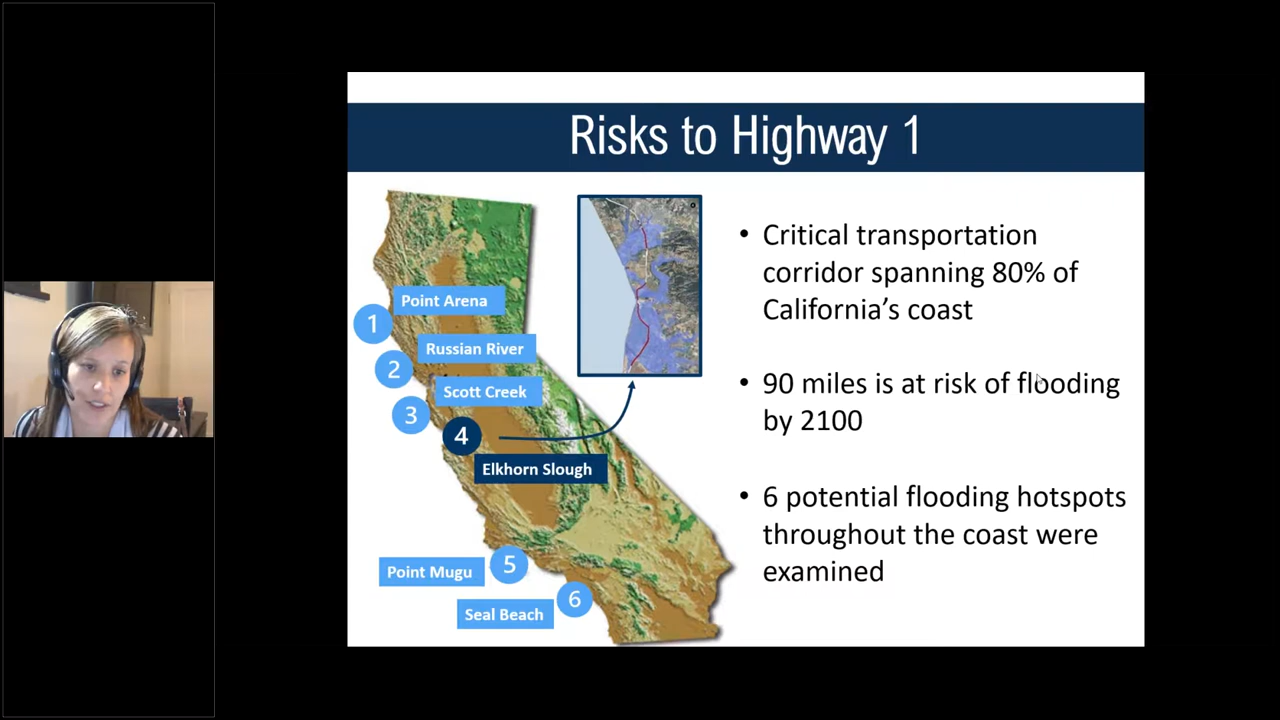 Risks to Highway 1
Point Arena
1
Russian River
2
Scott Creek
3
4
Elkhorn Slough
5
Point Mugu
6
Seal Beach
• Critical transportation
corridor spanning 80% of
California’s coast
• 90 miles is at risk of flooding
by 2100
• 6 potential flooding hotspots
throughout the coast were
examined